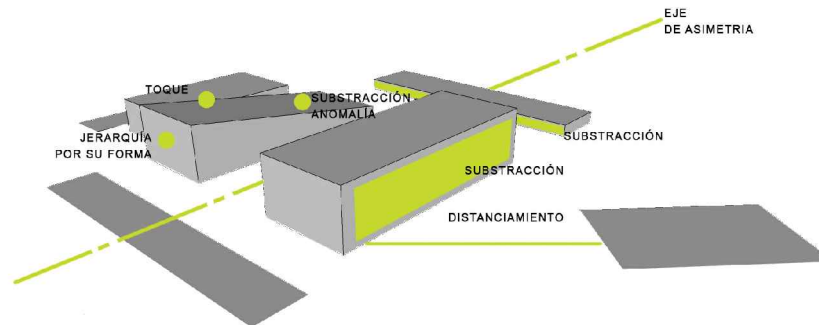 EJE
DE ASIMETRIA
TOQUE
SUBSTRACCIÓN
ANOMALÍA
JERARQUÍA
POR SU FORMA
SUBSTRACCIÓN
SUBSTRACCIÓN
DISTANCIAMIENTO